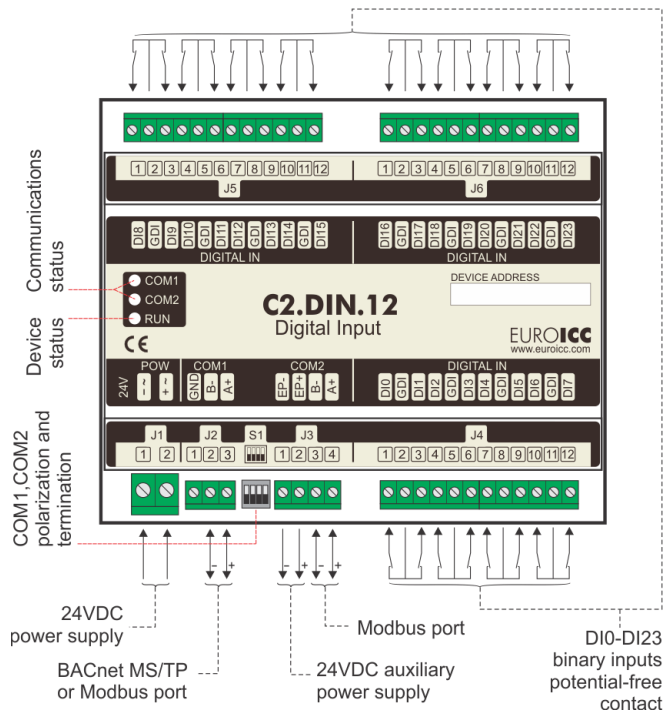 1 2 3 4 5 6 7 8 9 10 11 12
J5
1 2 3 4 5 6 7 8 9 10 11 12
J6
DI8 GDI DI9 DI10 GDI DI11 DI12 GDI DI13 DI14 GDI DI15
DIGITAL IN
DI16 GDI DI17 DI18 GDI DI19 DI20 GDI DI21 DI22 GDI DI23
DIGITAL IN
Communications
status
Device
status
COM1
COM2
RUN
C2.DIN.12
Digital Input
DEVICE ADDRESS
CE
EUROICC
www.euroicc.com
24V
POW
- ~
+ ~
COM1
GND B- A+
COM2
EP- EP+ B- A+
DIGITAL IN
DI0 GDI DI1 DI2 GDI DI3 DI4 GDI DI5 DI6 GDI DI7
J1
1 2
J2
1 2 3
S1
J3
1 2 3 4
J4
1 2 3 4 5 6 7 8 9 10 11 12
COM1,COM2
polarization and
termination
- +
- + - +
24VDC
power supply
BACnet MS/TP
or Modbus port
24VDC auxiliary
power supply
Modbus port
DI0-DI23
binary inputs
potential-free
contact